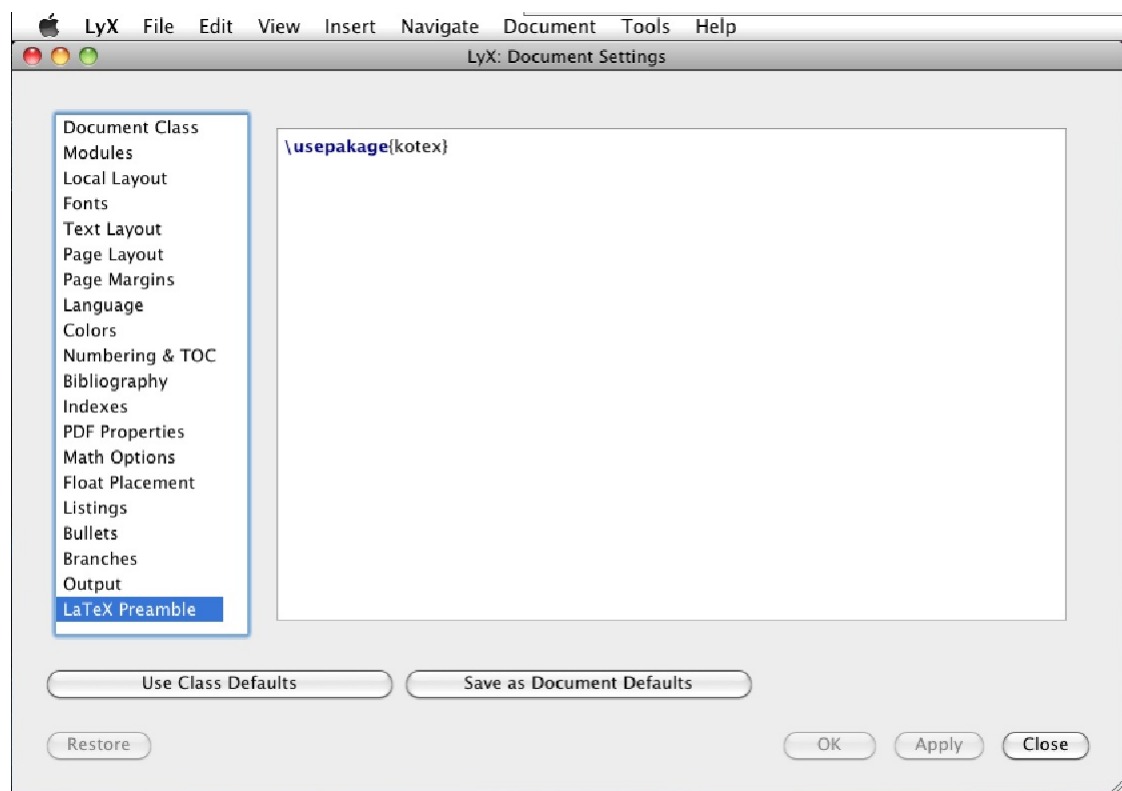 LyX File Edit View Insert Navigate Document Tools Help
LyX: Document Settings
Document Class
Modules
Local Layout
Fonts
Text Layout
Page Layout
Page Margins
Language
Colors
Numbering & TOC
Bibliography
Indexes
PDF Properties
Math Options
Float Placement
Listings
Bullets
Branches
Output
LaTeX Preamble
\usepakage{kotex}
Use Class Defaults Save as Document Defaults
Restore OK Apply Close